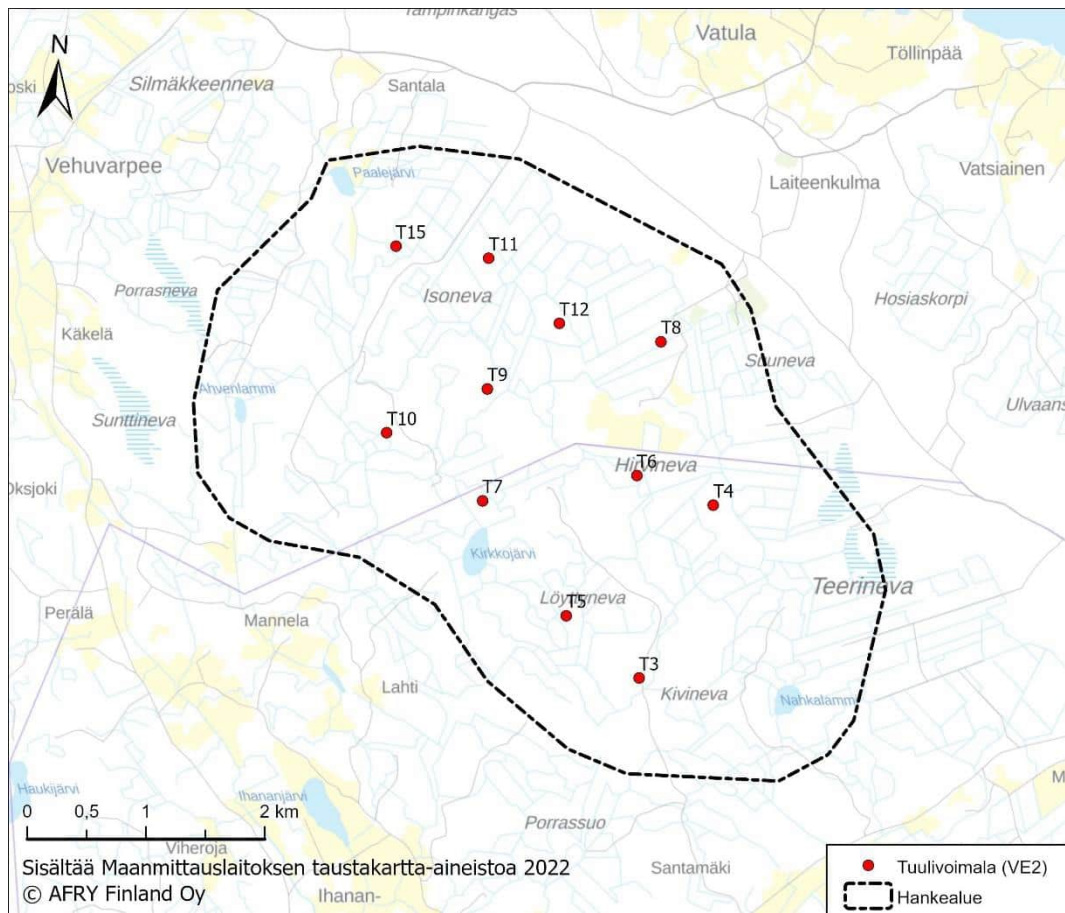 Tampinkangas
Vatula
Töllinpää
N
Silmäkkeenneva
Santala
Vehuvarpee
Paalejärvi
Laiteenkulma
Vatsiainen
T15
T11
Porrasneva
Isoneva
Hosiaskorpi
Käkelä
T12
T8
Suuneva
Ahvenlammi
T9
Ulvaans
Sunttineva
T10
Hirvineva
T6
Oksjoki
T7
T4
Kirkkojärvi
Teerineva
Löyttyneva
T5
Perälä
Mannela
Lahti
T3
Kivineva
Nahkalammi
Haukijärvi
Ihananjärvi
0 0,5 1 2 km
Porrassuo
Viheroja
Santamäki
Sisältää Maanmittauslaitoksen taustakartta-aineistoa 2022
© AFRY Finland Oy
Ihanan-
Tuulivoimala (VE2)
Hankealue